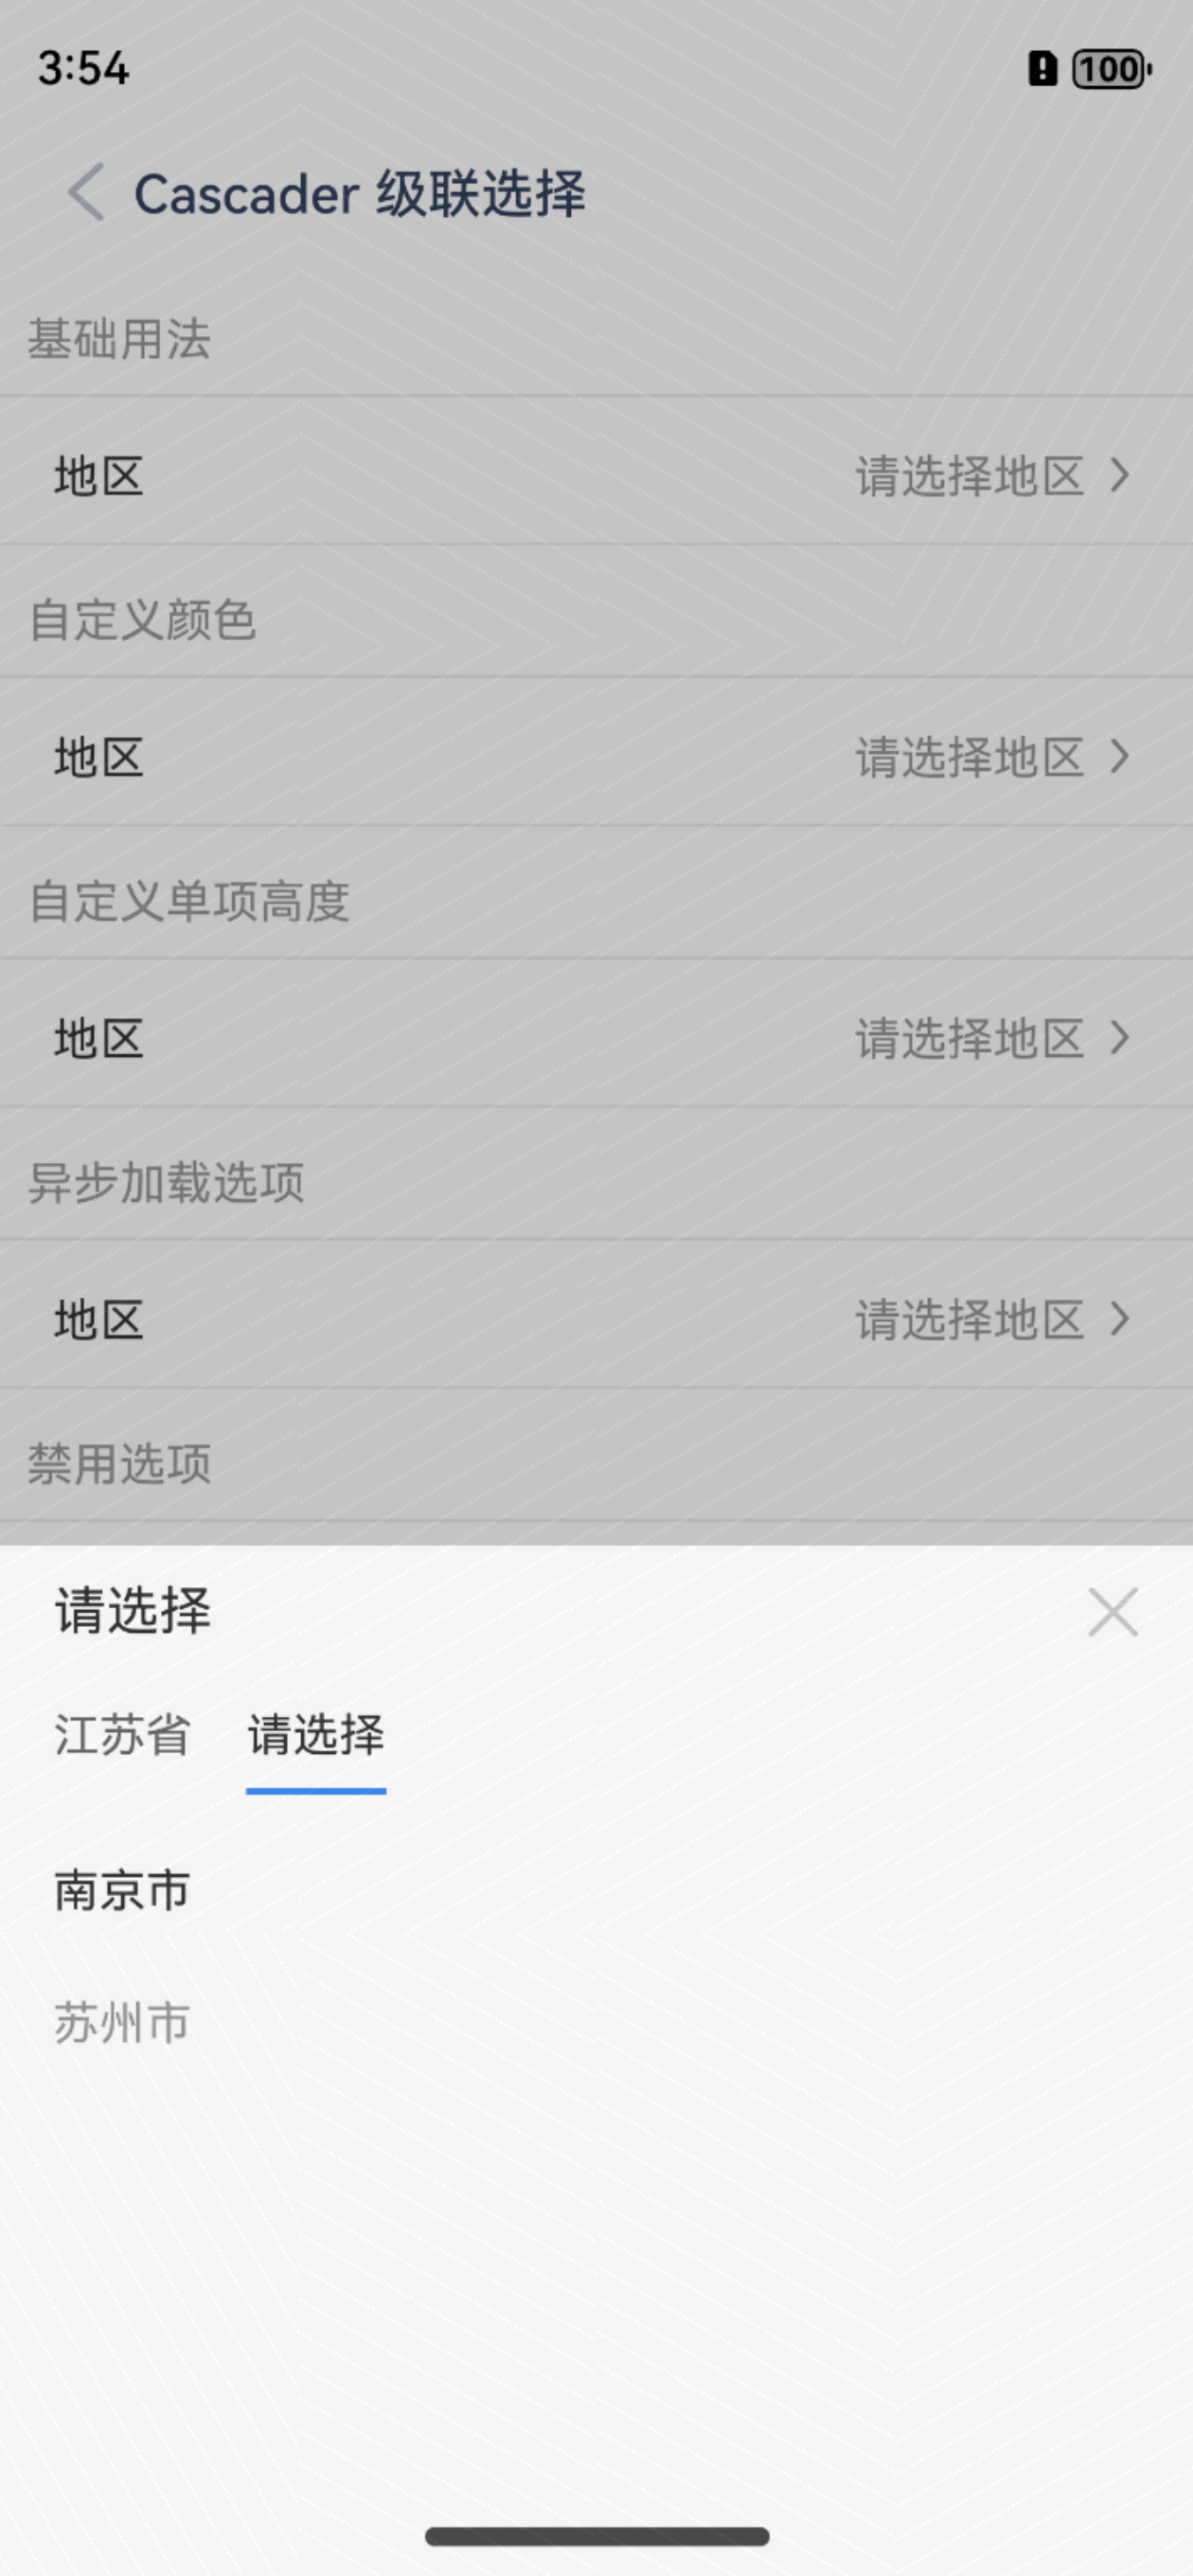 3:54
100
Cascader 级联选择
基础用法
地区 请选择地区
自定义颜色
地区 请选择地区
自定义单项高度
地区 请选择地区
异步加载选项
地区 请选择地区
禁用选项
请选择
江苏省 请选择
南京市
苏州市